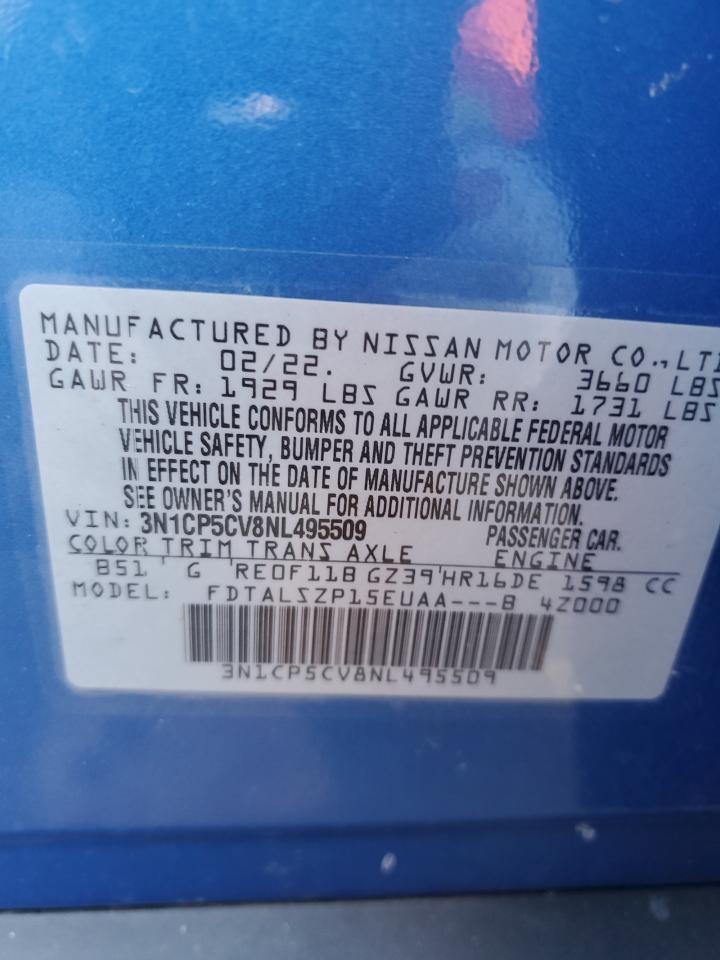 MANUFACTURED BY NISSAN MOTOR CO.,LT
DATE: 02/22. GVWR: 3660 LBS
GAWR FR: 1929 LBS GAWR RR: 1731 LBS
THIS VEHICLE CONFORMS TO ALL APPLICABLE FEDERAL MOTOR
VEHICLE SAFETY, BUMPER AND THEFT PREVENTION STANDARDS
IN EFFECT ON THE DATE OF MANUFACTURE SHOWN ABOVE.
SEE OWNER'S MANUAL FOR ADDITIONAL INFORMATION.
VIN: 3N1CP5CV8NL495509 PASSENGER CAR.
COLOR TRIM TRANS AXLE ENGINE
B51 G RE0F11B GZ39 HR16DE 1598 CC
MODEL: FDTALSZP15EUAA---B 4Z000
3N1CP5CV8NL495509